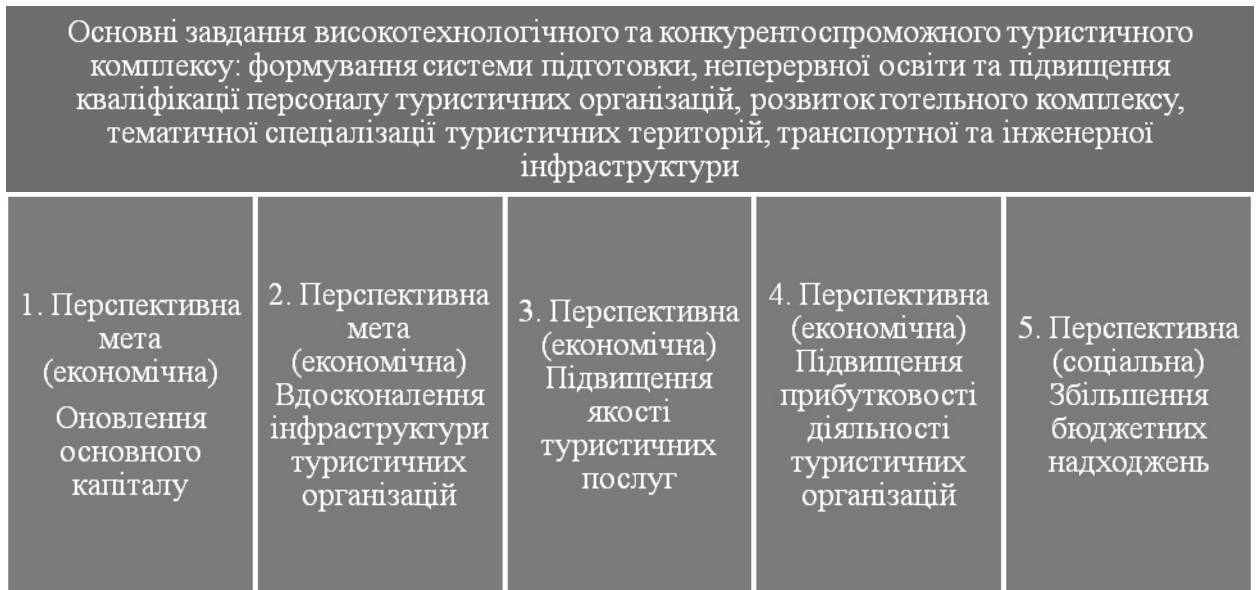 Основні завдання високотехнологічного та конкурентоспроможного туристичного
комплексу: формування системи підготовки, неперервної освіти та підвищення
кваліфікації персоналу туристичних організацій, розвиток готельного комплексу,
тематичної спеціалізації туристичних територій, транспортної та інженерної
інфраструктури
1. Перспективна
мета
(економічна)
Оновлення
основного
капіталу
2. Перспективна
мета
(економічна)
Вдосконалення
інфраструктури
туристичних
організацій
3. Перспективна
(економічна)
Підвищення
якості
туристичних
послуг
4. Перспективна
(економічна)
Підвищення
прибутковості
діяльності
туристичних
організацій
5. Перспективна
(соціальна)
Збільшення
бюджетних
надходжень